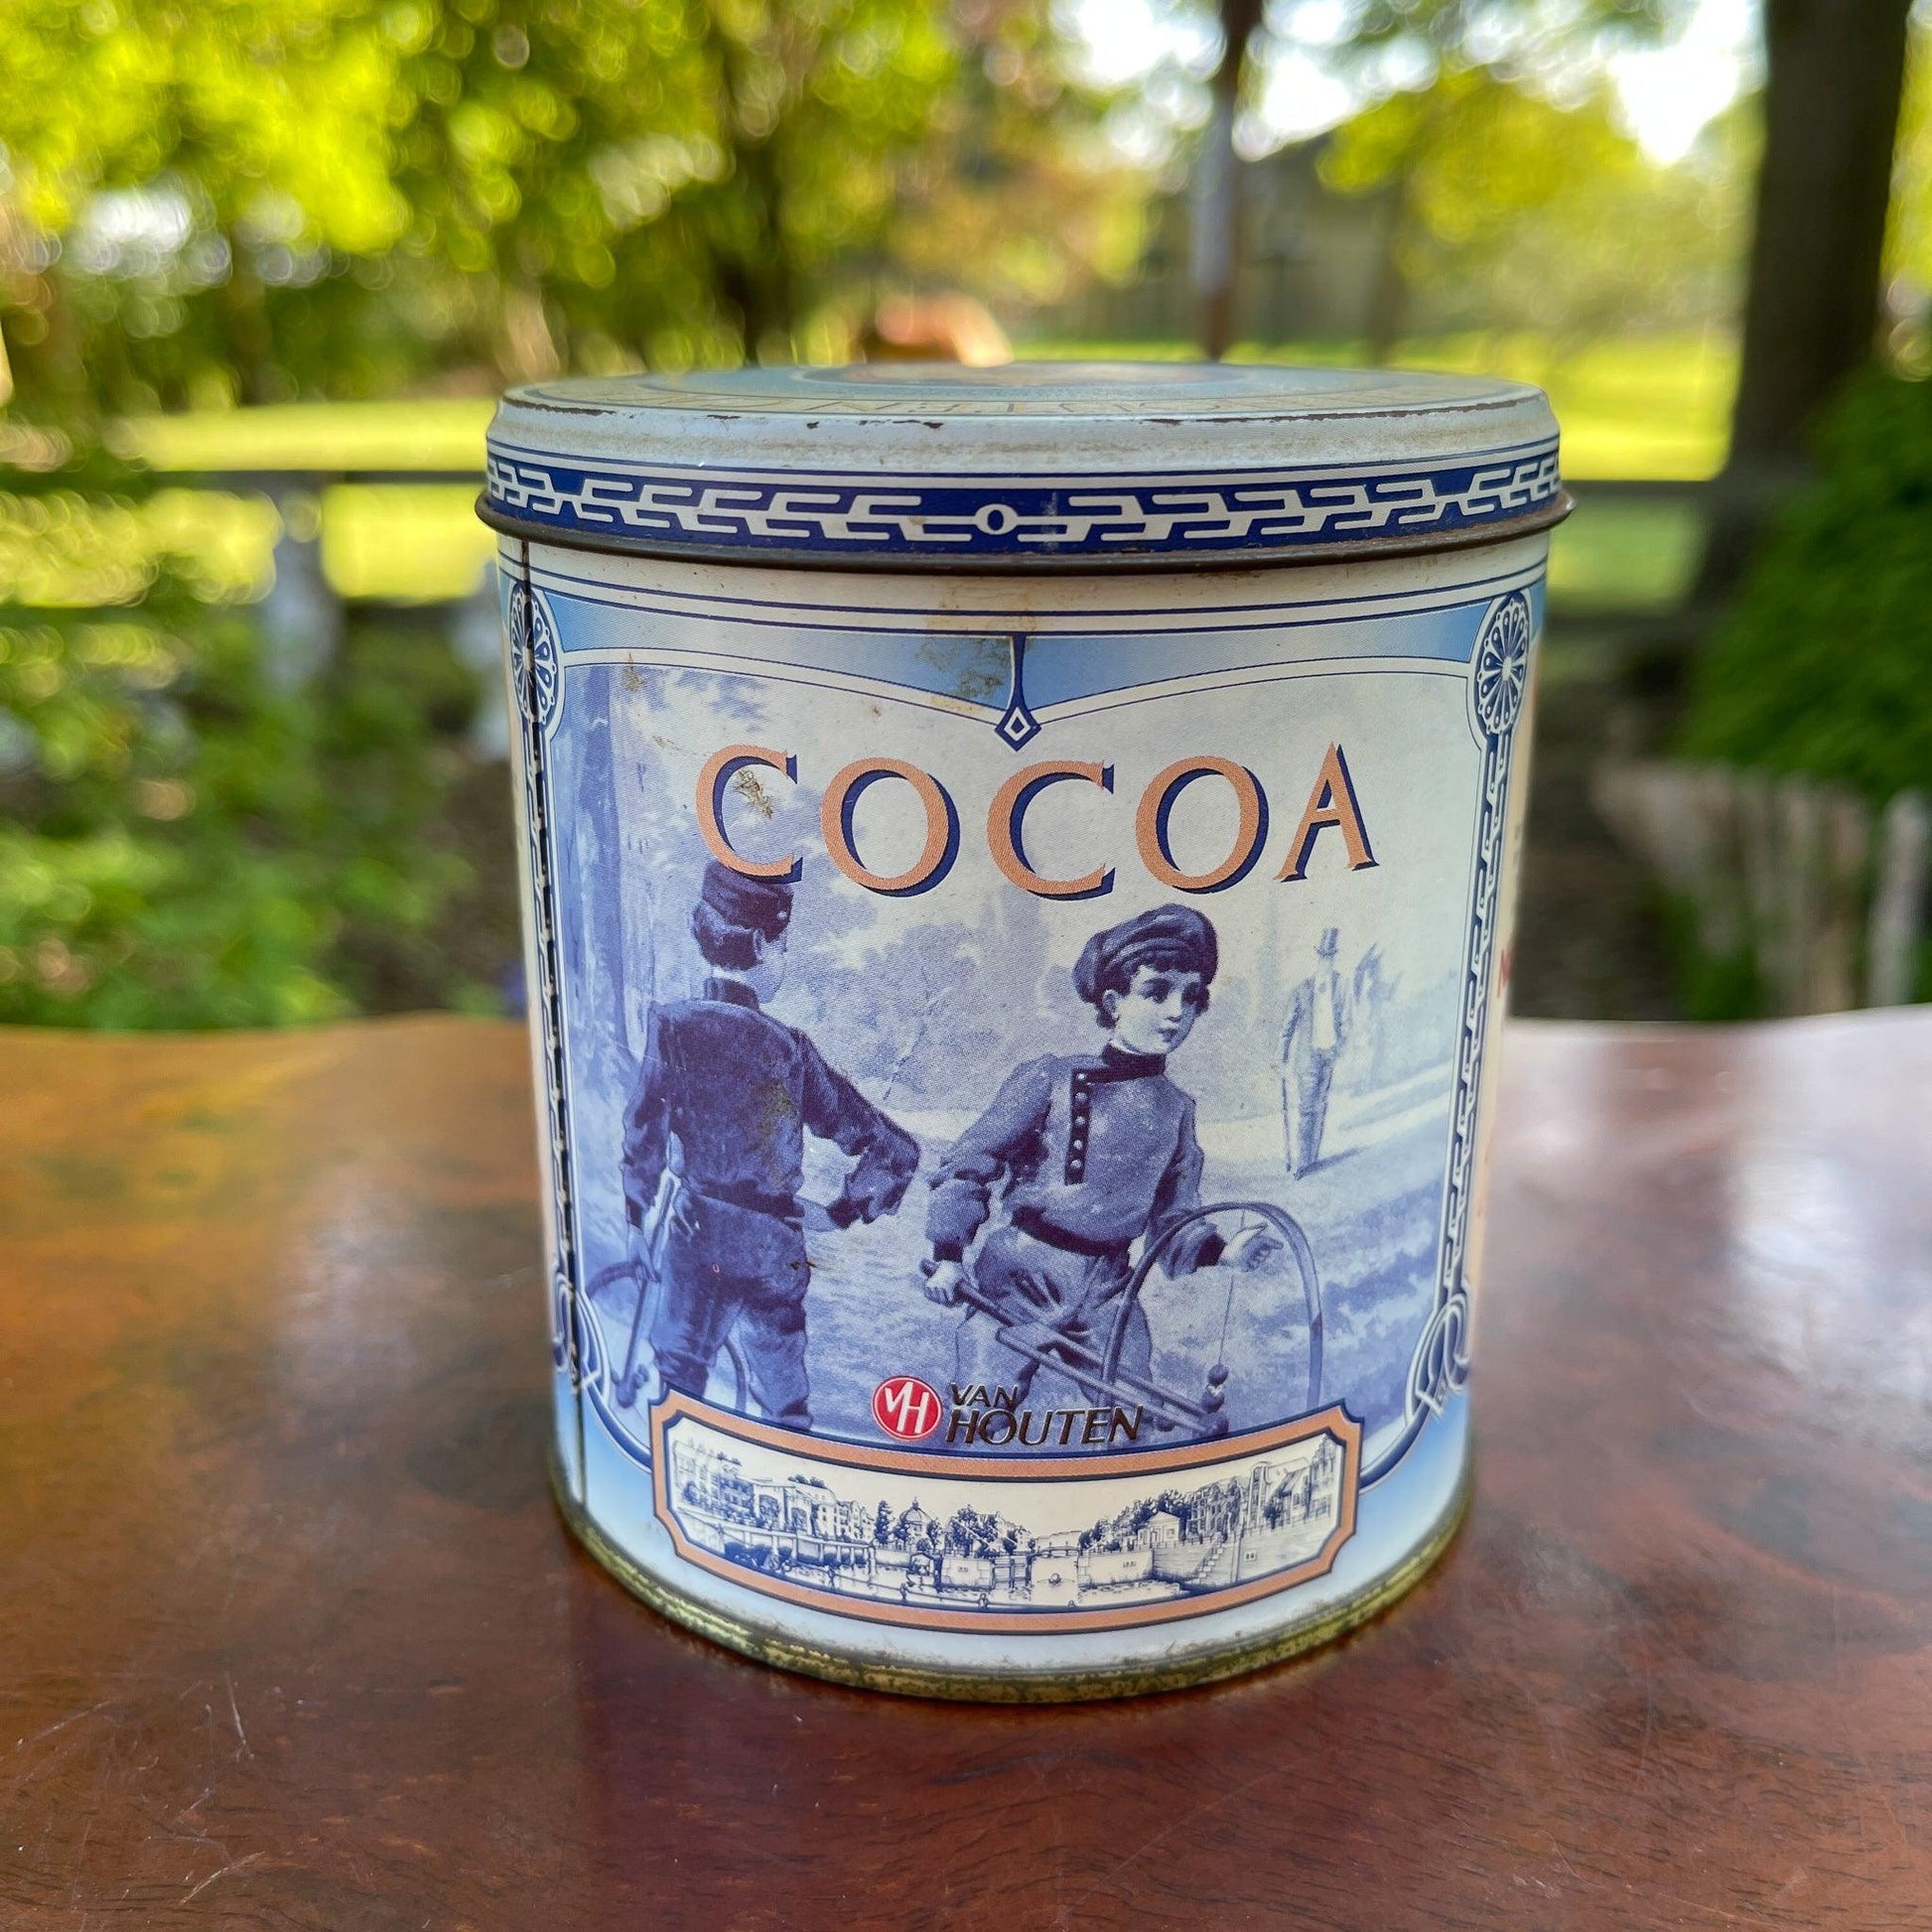 COCOA
VH VAN
HOUTEN